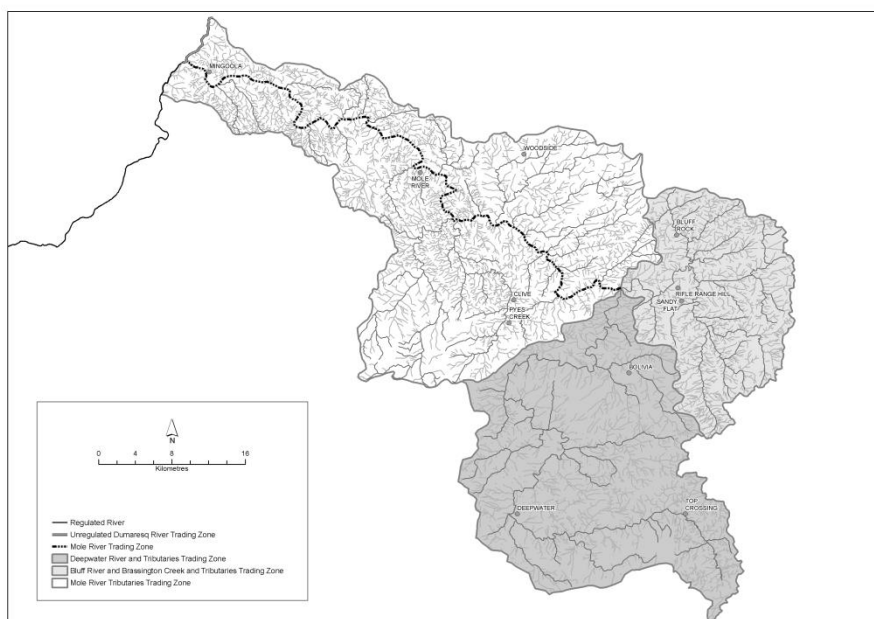 MINGOOLA
WOODSIDE
MOLE
RIVER
BLUFF
ROCK
CLIVE
RIFLE RANGE HILL
SANDY
FLAT
PYES
CREEK
BOLIVIA
DEEPWATER
TOP
CROSSING
N
0 4 8 16
Kilometres
Regulated River
Unregulated Dumaresq River Trading Zone
Mole River Trading Zone
Deepwater River and Tributaries Trading Zone
Bluff River and Brassington Creek and Tributaries Trading Zone
Mole River Tributaries Trading Zone